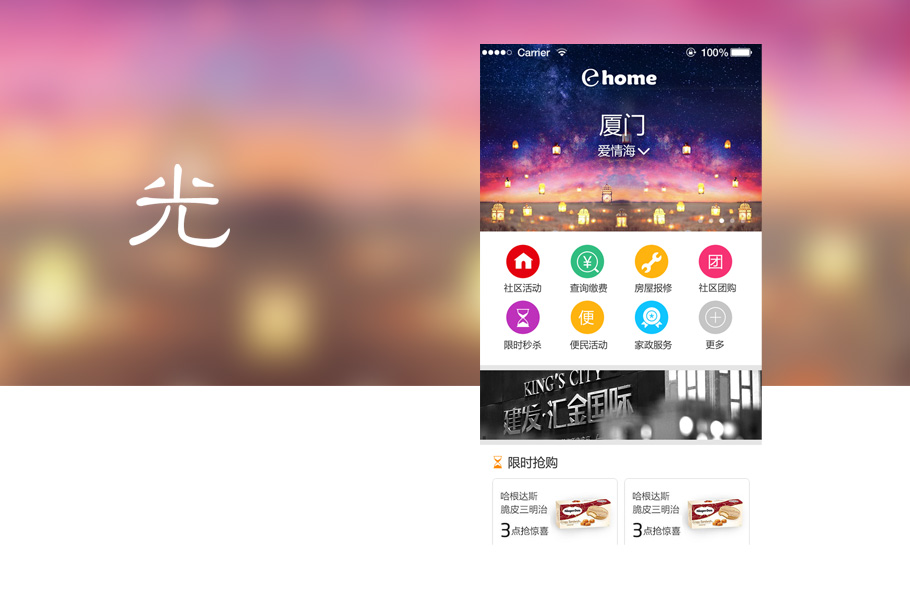 光
Carrier
100%
ehome
厦门
爱情海
社区活动 查询缴费 房屋报修 社区团购
团
限时秒杀 便民活动 家政服务 更多
便
KING'S CITY
建发·汇金国际
限时抢购
哈根达斯
脆皮三明治
3点抢惊喜
哈根达斯
脆皮三明治
3点抢惊喜